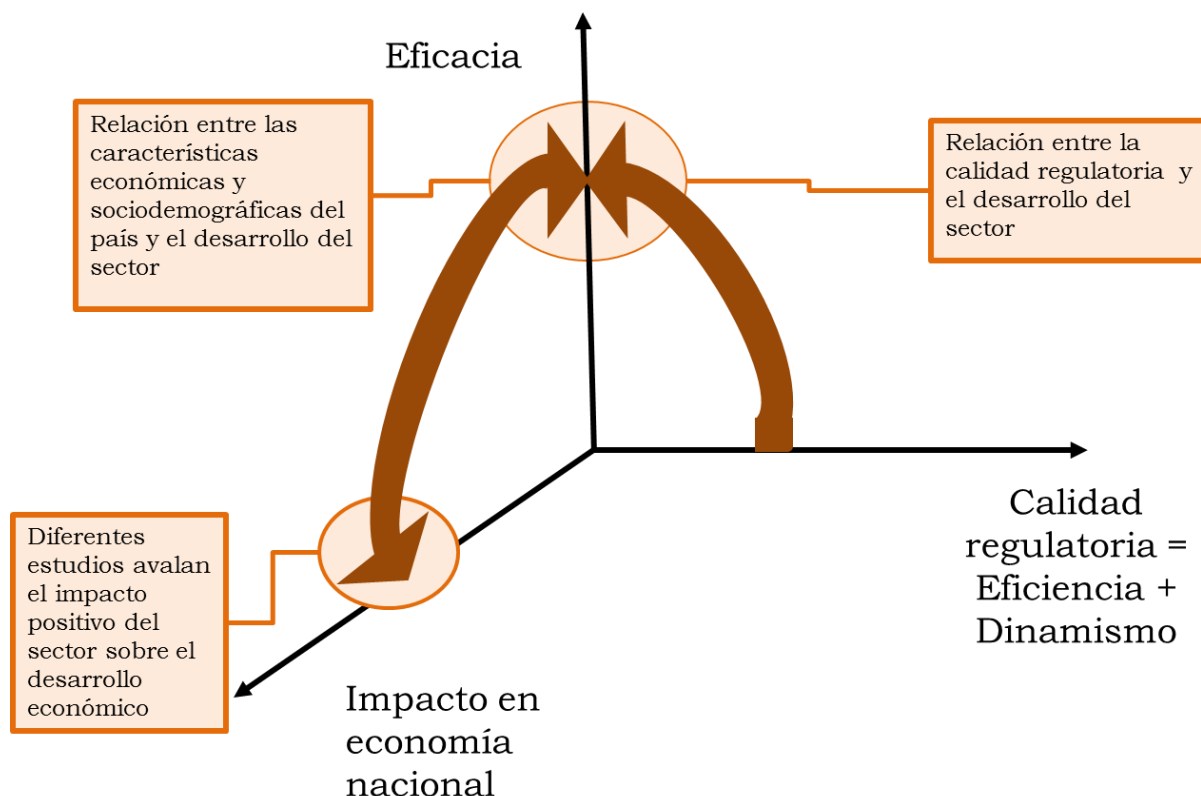 Eficacia
Relación entre las
características
económicas y
sociodemográficas del
país y el desarrollo del
sector
Relación entre la
calidad regulatoria y
el desarrollo del
sector
Diferentes
estudios avalan
el impacto
positivo del
sector sobre el
desarrollo
económico
Calidad
regulatoria =
Eficiencia +
Dinamismo
Impacto en
economía
nacional